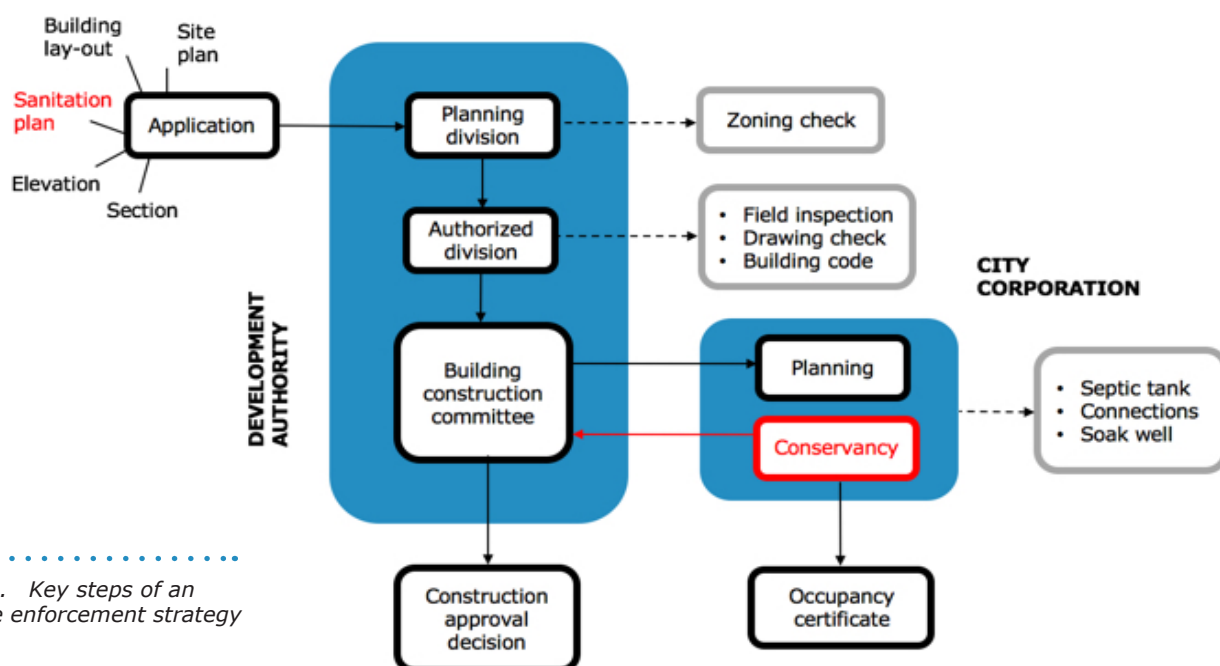 Building
lay-out
Site
plan
Sanitation
plan
Application
Elevation
Section
Planning
division
Zoning check
Authorized
division
• Field inspection
• Drawing check
• Building code
DEVELOPMENT
AUTHORITY
CITY
CORPORATION
Building
construction
committee
Planning
Conservancy
• Septic tank
• Connections
• Soak well
. Key steps of an
enforcement strategy
Construction
approval
decision
Occupancy
certificate